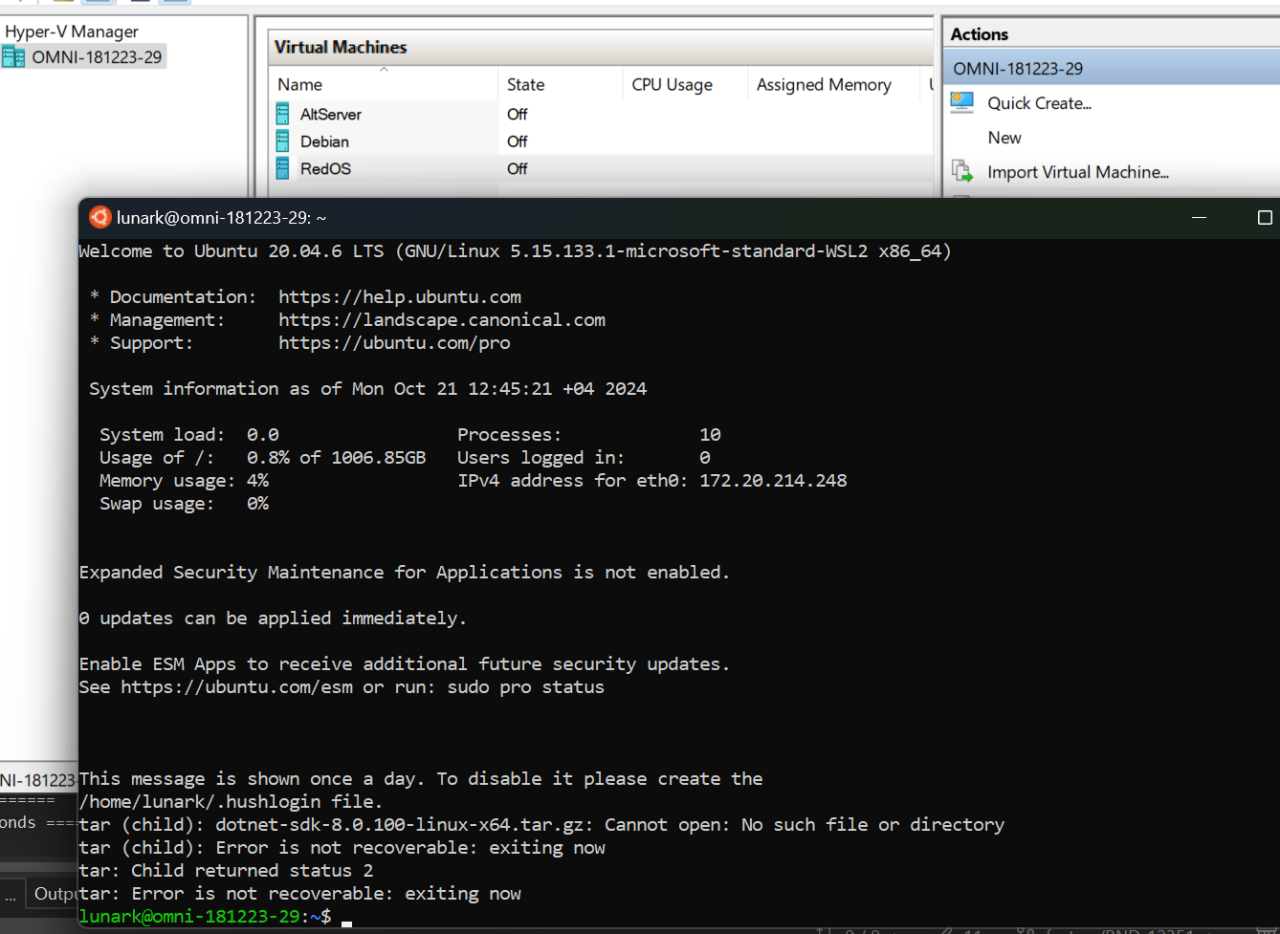 Hyper-V Manager
OMNI-181223-29
Virtual Machines
Name State CPU Usage Assigned Memory
AltServer Off
Debian Off
RedOS Off
Actions
OMNI-181223-29
Quick Create...
New
Import Virtual Machine...
lunark@omni-181223-29: ~
Welcome to Ubuntu 20.04.6 LTS (GNU/Linux 5.15.133.1-microsoft-standard-WSL2 x86_64)
* Documentation: https://help.ubuntu.com
* Management: https://landscape.canonical.com
* Support: https://ubuntu.com/pro
System information as of Mon Oct 21 12:45:21 +04 2024
System load: 0.0 Processes: 10
Usage of /: 0.8% of 1006.85GB Users logged in: 0
Memory usage: 4% IPv4 address for eth0: 172.20.214.248
Swap usage: 0%
Expanded Security Maintenance for Applications is not enabled.
0 updates can be applied immediately.
Enable ESM Apps to receive additional future security updates.
See https://ubuntu.com/esm or run: sudo pro status
This message is shown once a day. To disable it please create the
/home/lunark/.hushlogin file.
tar (child): dotnet-sdk-8.0.100-linux-x64.tar.gz: Cannot open: No such file or directory
tar (child): Error is not recoverable: exiting now
tar: Child returned status 2
tar: Error is not recoverable: exiting now
lunark@omni-181223-29:~$
NI-181223
======
onds ===
... Outpu